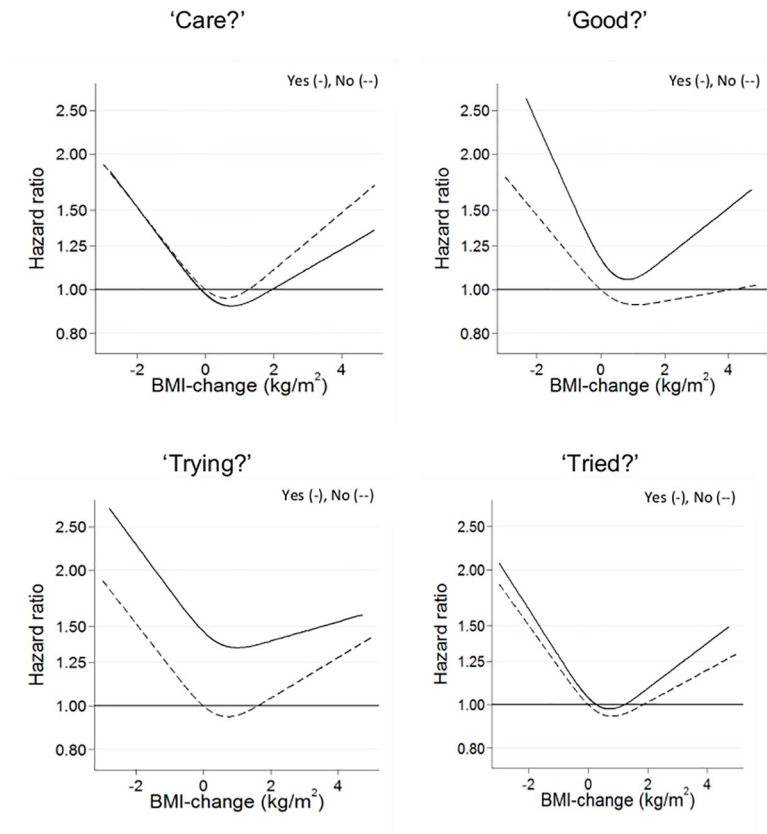 ‘Care?’
Yes (-), No (--)
Hazard ratio
2.50
2.00
1.50
1.25
1.00
0.80
-2 0 2 4
BMI-change (kg/m²)
‘Good?’
Yes (-), No (--)
Hazard ratio
2.50
2.00
1.50
1.25
1.00
0.80
-2 0 2 4
BMI-change (kg/m²)
‘Trying?’
Yes (-), No (--)
Hazard ratio
2.50
2.00
1.50
1.25
1.00
0.80
-2 0 2 4
BMI-change (kg/m²)
‘Tried?’
Yes (-), No (--)
Hazard ratio
2.50
2.00
1.50
1.25
1.00
0.80
-2 0 2 4
BMI-change (kg/m²)